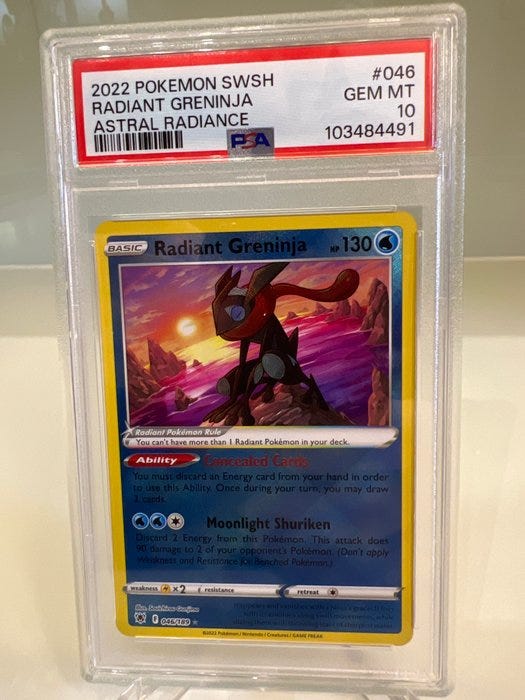 2022 POKEMON SWSH #046
RADIANT GRENINJA GEM MT
ASTRAL RADIANCE 10
PSA 103484491
BASIC Radiant Greninja HP 130
Radiant Pokémon Rule
You can't have more than 1 Radiant Pokémon in your deck.
Ability Concealed Cards
You must discard an Energy card from your hand in order
to use this Ability. Once during your turn, you may draw
2 cards.
Moonlight Shuriken
Discard 2 Energy from this Pokémon. This attack does
90 damage to 2 of your opponent's Pokémon. (Don't apply
Weakness and Resistance for Benched Pokémon.)
weakness ×2 resistance retreat
Illus. Souichirou Gunjima
F 046/189
©2022 Pokémon / Nintendo / Creatures / GAME FREAK